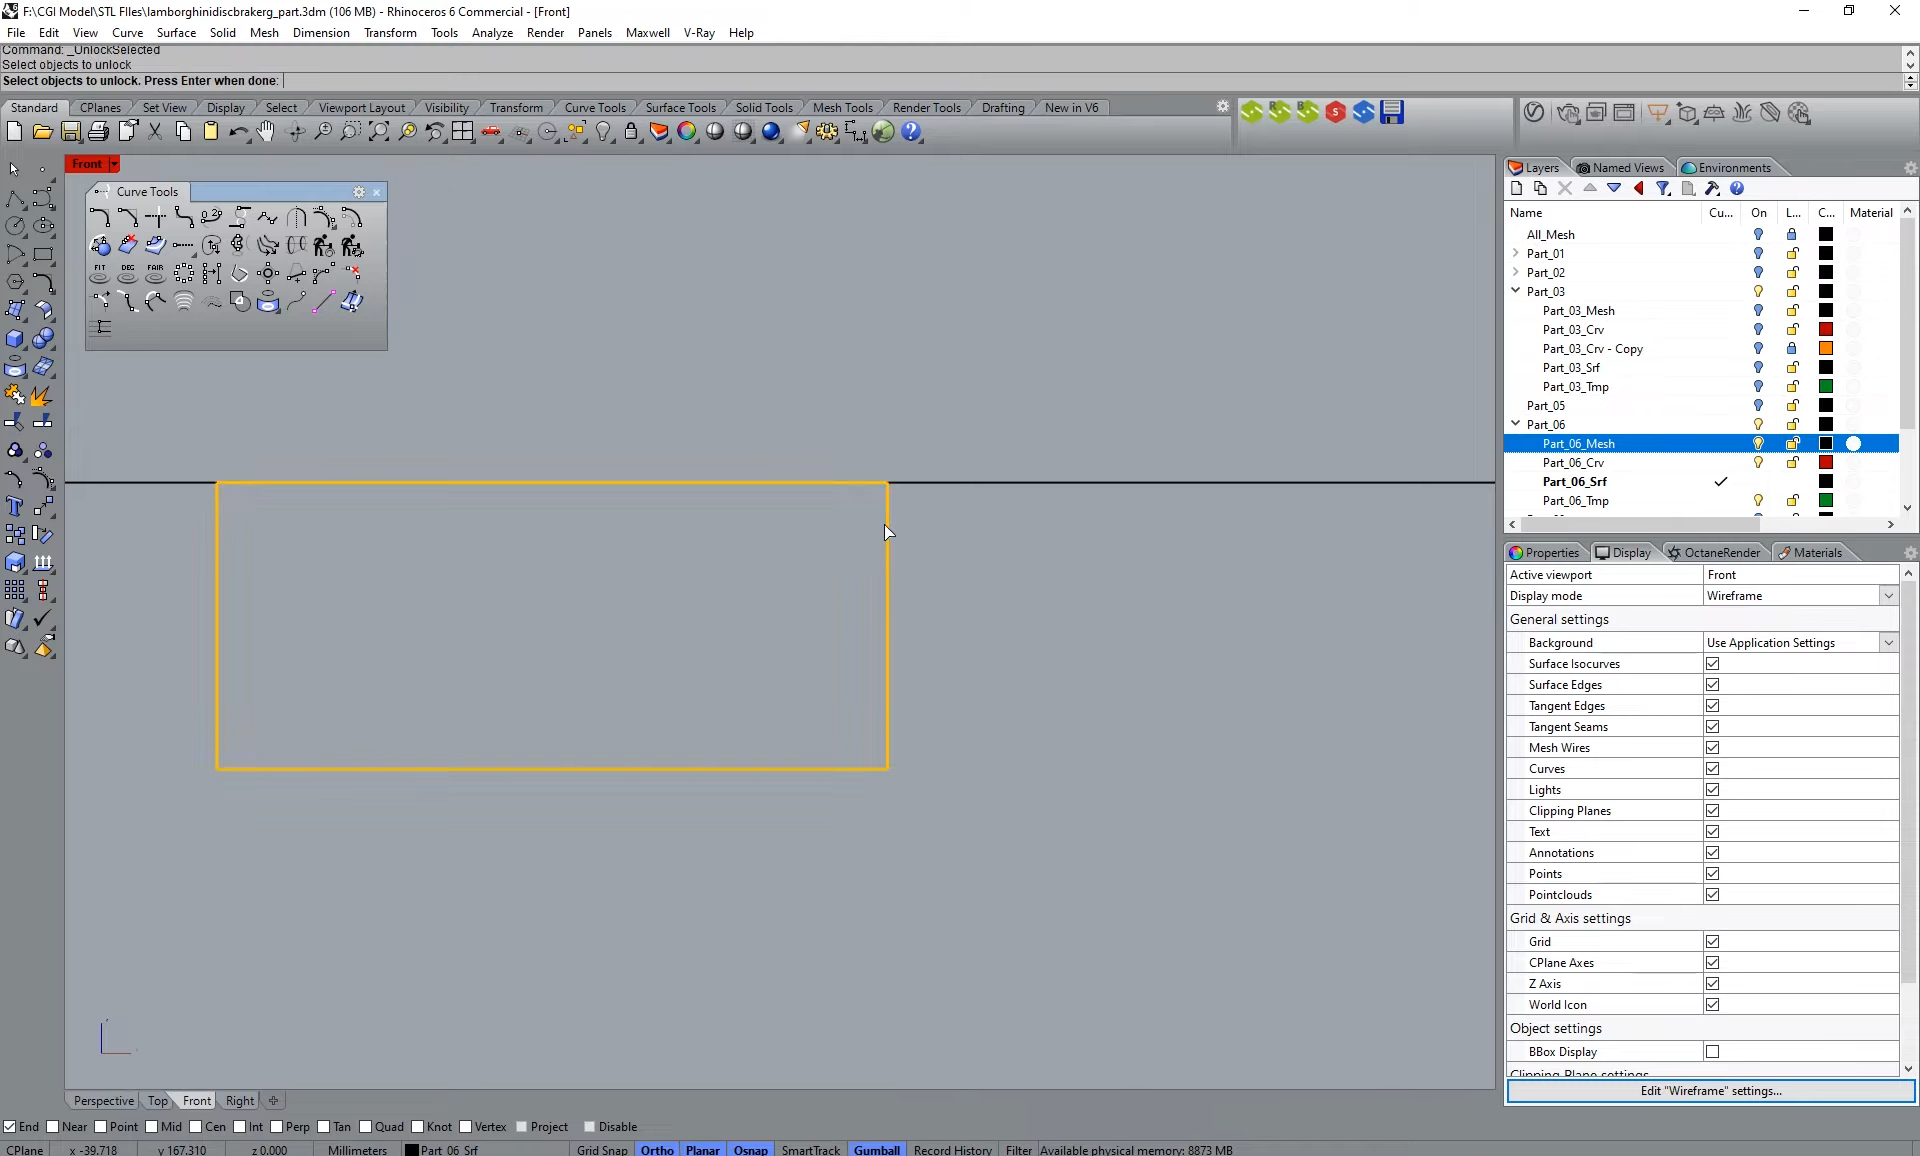 F:\CGI Model\STL FIles\lamborghinidiscbrakerg_part.3dm (106 MB) - Rhinoceros 6 Commercial - [Front]
File Edit View Curve Surface Solid Mesh Dimension Transform Tools Analyze Render Panels Maxwell V-Ray Help
Command: _UnlockSelected
Select objects to unlock
Select objects to unlock. Press Enter when done:
Standard CPlanes Set View Display Select Viewport Layout Visibility Transform Curve Tools Surface Tools Solid Tools Mesh Tools Render Tools Drafting New in V6
Front
Curve Tools
FIT DEG FAIR
Layers Named Views Environments
Name Cu... On L... C... Material
All_Mesh
Part_01
Part_02
Part_03
Part_03_Mesh
Part_03_Crv
Part_03_Crv - Copy
Part_03_Srf
Part_03_Tmp
Part_05
Part_06
Part_06_Mesh
Part_06_Crv
Part_06_Srf
Part_06_Tmp
Properties Display OctaneRender Materials
Active viewport Front
Display mode Wireframe
General settings
Background Use Application Settings
Surface Isocurves
Surface Edges
Tangent Edges
Tangent Seams
Mesh Wires
Curves
Lights
Clipping Planes
Text
Annotations
Points
Pointclouds
Grid & Axis settings
Grid
CPlane Axes
Z Axis
World Icon
Object settings
BBox Display
Clipping Plane settings
Edit "Wireframe" settings...
Perspective Top Front Right
End Near Point Mid Cen Int Perp Tan Quad Knot Vertex Project Disable
CPlane x -39.718 y 167.310 z 0.000 Millimeters Part_06_Srf Grid Snap Ortho Planar Osnap SmartTrack Gumball Record History Filter Available physical memory: 8873 MB